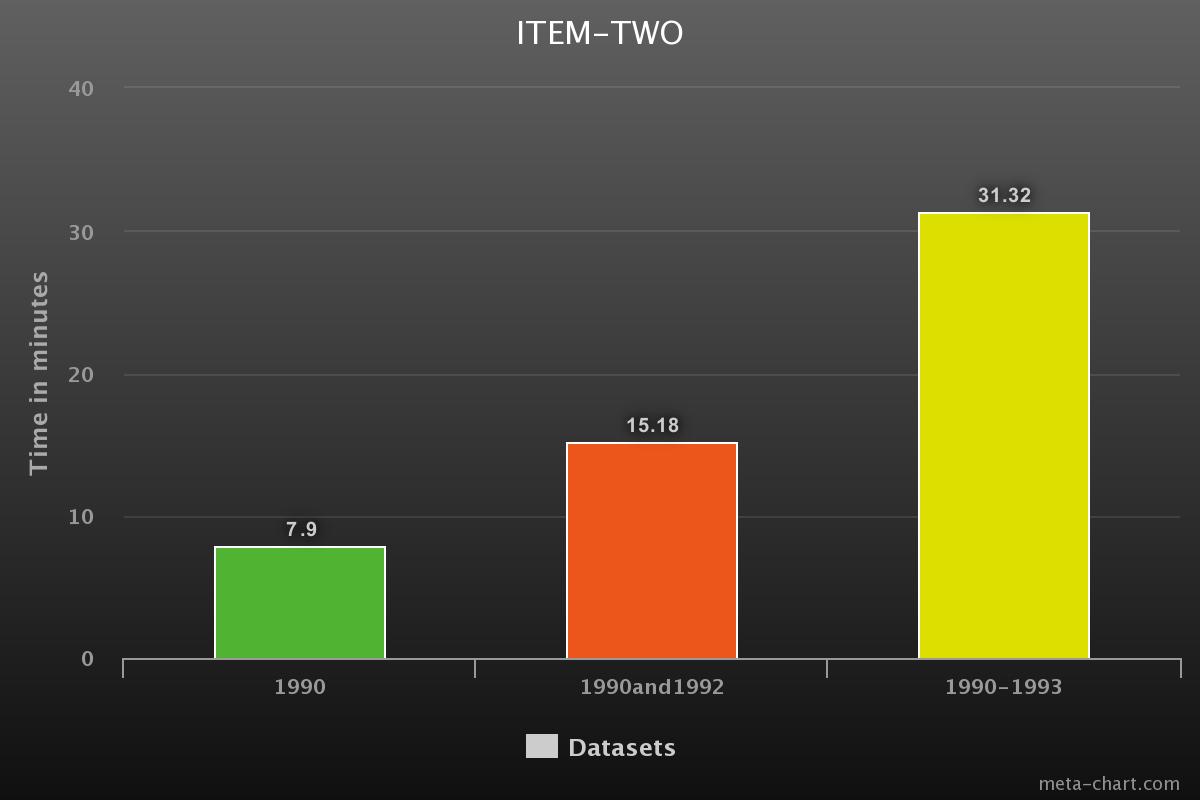 ITEM-TWO
40
30
20
10
0
Time in minutes
7.9
15.18
31.32
1990
1990and1992
1990-1993
Datasets
meta-chart.com